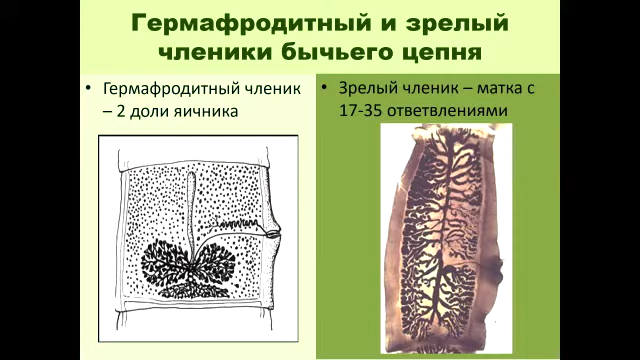 Гермафродитный и зрелый
членики бычьего цепня
• Гермафродитный членик
– 2 доли яичника
• Зрелый членик – матка с
17-35 ответвлениями